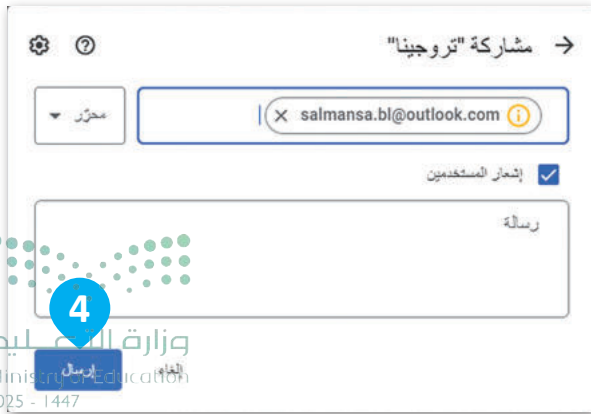 مشاركة "تروجينا"
salmansa.bl@outlook.com
محرّر
إشعار المستخدمين
رسالة
4
إرسال
إلغاء
وزارة التعليم
Ministry of Education
2025 - 1447